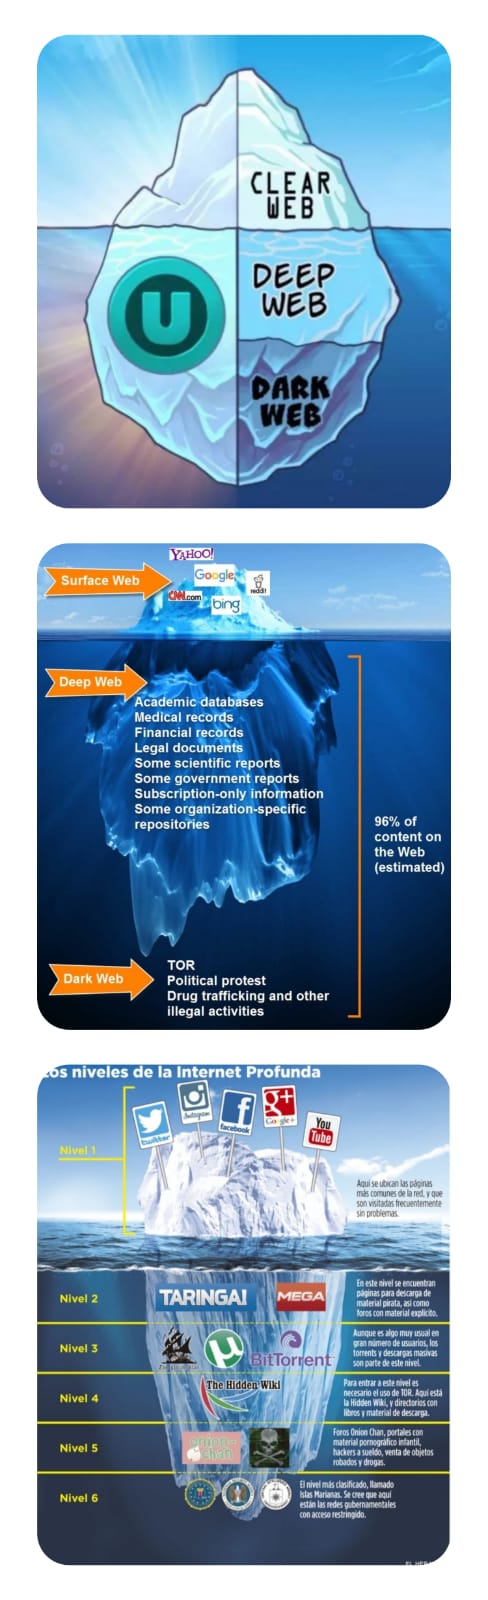 CLEAR
WEB
U
DEEP
WEB
DARK
WEB
YAHOO!
Surface Web
Google
reddit
CNN.com
bing
Deep Web
Academic databases
Medical records
Financial records
Legal documents
Some scientific reports
Some government reports
Subscription-only information
Some organization-specific
repositories
96% of
content on
the Web
(estimated)
Dark Web
TOR
Political protest
Drug trafficking and other
illegal activities
os niveles de la Internet Profunda
twitter
Instagram
facebook
g+
Google+
You
Tube
Nivel 1
Aquí se ubican las páginas
más comunes de la red, y que
son visitadas frecuentemente
sin problemas.
Nivel 2
TARINGA!
MEGA
En este nivel se encuentran
páginas para descarga de
material pirata, así como
foros con material explícito.
Nivel 3
µ
BitTorrent
Aunque es algo muy usual en
gran número de usuarios, los
torrents y descargas masivas
son parte de este nivel.
Nivel 4
The Hidden Wiki
Para entrar a este nivel es
necesario el uso de TOR. Aquí está
la Hidden Wiki, y directorios con
libros y material de descarga.
Nivel 5
onion-
chan
Foros Onion Chan, portales con
material pornográfico infantil,
hackers a sueldo, venta de objetos
robados y drogas.
Nivel 6
El nivel más clasificado, llamado
Islas Marianas. Se cree que aquí
están las redes gubernamentales
con acceso restringido.